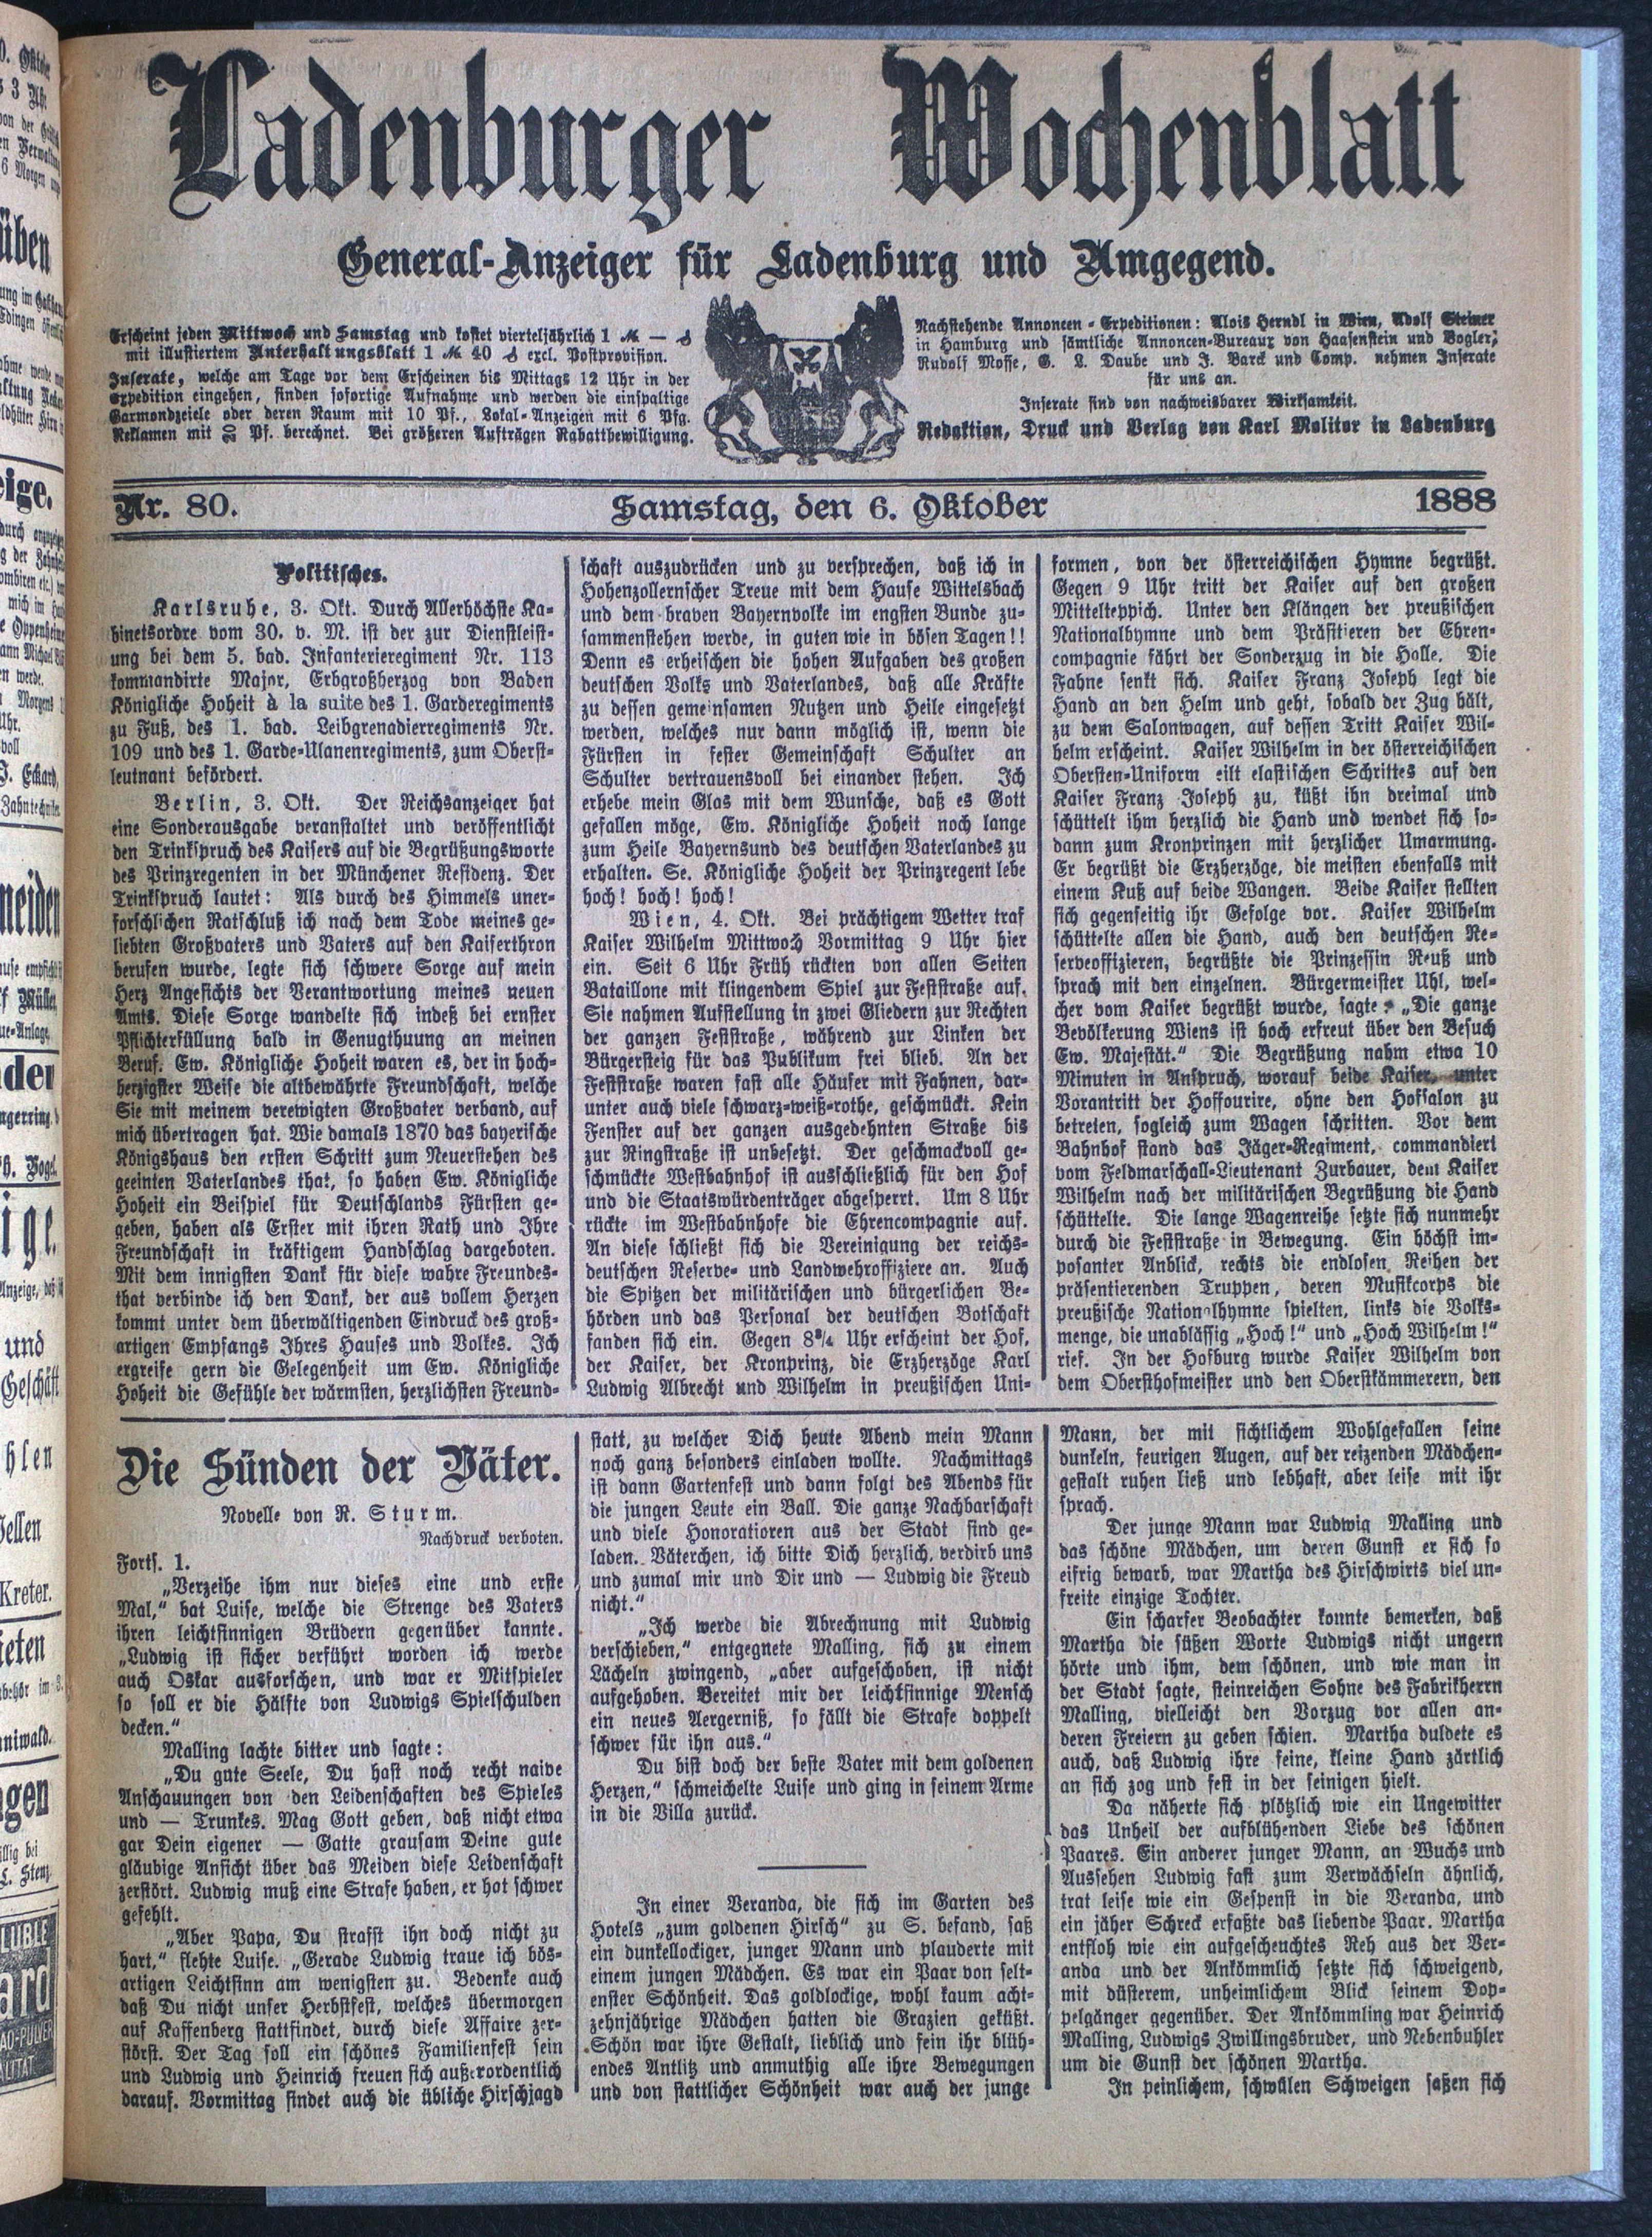 Ladenburger Wochenblatt
General-Anzeiger für Ladenburg und Umgegend.
Erscheint jeden Mittwoch und Samstag und kostet vierteljährlich 1 ℳ — ₰
mit illustiertem Unterhaltungsblatt 1 ℳ 40 ₰ excl. Postprovision.
Inserate, welche am Tage vor dem Erscheinen bis Mittags 12 Uhr in der
Expedition eingehen, finden sofortige Aufnahme und werden die einspaltige
Garmondzeiele oder deren Raum mit 10 Pf., Lokal-Anzeigen mit 6 Pfg.
Reklamen mit 20 Pf. berechnet. Bei größeren Aufträgen Rabattbewilligung.
Nachstehende Annoncen-Expeditionen: Alois Herndl in Wien, Adolf Steiner
in Hamburg und sämtliche Annoncen-Bureaux von Haasenstein und Vogler,
Rudolf Mosse, G. L. Daube und J. Barck und Comp. nehmen Inserate
für uns an.
Inserate sind von nachweisbarer Wirksamkeit.
Redaktion, Druck und Verlag von Karl Molitor in Ladenburg
Nr. 80. Samstag, den 6. Oktober 1888
Politisches.
Karlsruhe, 3. Okt. Durch Allerhöchste Ka-
binetsordre vom 30. v. M. ist der zur Dienstleist-
ung bei dem 5. bad. Infanterieregiment Nr. 113
kommandirte Major, Erbgroßherzog von Baden
Königliche Hoheit à la suite des 1. Garderegiments
zu Fuß, des 1. bad. Leibgrenadierregiments Nr.
109 und des 1. Garde-Ulanenregiments, zum Oberst-
leutnant befördert.
Berlin, 3. Okt. Der Reichsanzeiger hat
eine Sonderausgabe veranstaltet und veröffentlicht
den Trinkspruch des Kaisers auf die Begrüßungsworte
des Prinzregenten in der Münchener Residenz. Der
Trinkspruch lautet: Als durch des Himmels uner-
forschlichen Ratschluß ich nach dem Tode meines ge-
liebten Großvaters und Vaters auf den Kaiserthron
berufen wurde, legte sich schwere Sorge auf mein
Herz Angesichts der Verantwortung meines neuen
Amts. Diese Sorge wandelte sich indeß bei ernster
Pflichterfüllung bald in Genugthuung an meinen
Beruf. Ew. Königliche Hoheit waren es, der in hoch-
herzigster Weise die altbewährte Freundschaft, welche
Sie mit meinem verewigten Großvater verband, auf
mich übertragen hat. Wie damals 1870 das bayerische
Königshaus den ersten Schritt zum Neuerstehen des
geeinten Vaterlandes that, so haben Ew. Königliche
Hoheit ein Beispiel für Deutschlands Fürsten ge-
geben, haben als Erster mit ihren Rath und Ihre
Freundschaft in kräftigem Handschlag dargeboten.
Mit dem innigsten Dank für diese wahre Freundes-
that verbinde ich den Dank, der aus vollem Herzen
kommt unter dem überwältigenden Eindruck des groß-
artigen Empfangs Ihres Hauses und Volkes. Ich
ergreife gern die Gelegenheit um Ew. Königliche
Hoheit die Gefühle der wärmsten, herzlichsten Freund-
schaft auszudrücken und zu versprechen, daß ich in
Hohenzollernscher Treue mit dem Hause Wittelsbach
und dem braven Bayernvolke im engsten Bunde zu-
sammenstehen werde, in guten wie in bösen Tagen!!
Denn es erheischen die hohen Aufgaben des großen
deutschen Volks und Vaterlandes, daß alle Kräfte
zu dessen gemeinsamen Nutzen und Heile eingesetzt
werden, welches nur dann möglich ist, wenn die
Fürsten in fester Gemeinschaft Schulter an
Schulter vertrauensvoll bei einander stehen. Ich
erhebe mein Glas mit dem Wunsche, daß es Gott
gefallen möge, Ew. Königliche Hoheit noch lange
zum Heile Bayernsund des deutschen Vaterlandes zu
erhalten. Se. Königliche Hoheit der Prinzregent lebe
hoch! hoch! hoch!
Wien, 4. Okt. Bei prächtigem Wetter traf
Kaiser Wilhelm Mittwoch Vormittag 9 Uhr hier
ein. Seit 6 Uhr Früh rückten von allen Seiten
Bataillone mit klingendem Spiel zur Feststraße auf.
Sie nahmen Aufstellung in zwei Gliedern zur Rechten
der ganzen Feststraße, während zur Linken der
Bürgersteig für das Publikum frei blieb. An der
Feststraße waren fast alle Häuser mit Fahnen, dar-
unter auch viele schwarz-weiß-rothe, geschmückt. Kein
Fenster auf der ganzen ausgedehnten Straße bis
zur Ringstraße ist unbesetzt. Der geschmackvoll ge-
schmückte Westbahnhof ist ausschließlich für den Hof
und die Staatswürdenträger abgesperrt. Um 8 Uhr
rückte im Westbahnhofe die Ehrencompagnie auf.
An diese schließt sich die Vereinigung der reichs-
deutschen Reserve- und Landwehroffiziere an. Auch
die Spitzen der militärischen und bürgerlichen Be-
hörden und das Personal der deutschen Botschaft
fanden sich ein. Gegen 8¾ Uhr erscheint der Hof,
der Kaiser, der Kronprinz, die Erzherzöge Karl
Ludwig Albrecht und Wilhelm in preußischen Uni-
formen, von der österreichischen Hymne begrüßt.
Gegen 9 Uhr tritt der Kaiser auf den großen
Mittelteppich. Unter den Klängen der preußischen
Nationalhymne und dem Präsitieren der Ehren-
compagnie fährt der Sonderzug in die Halle. Die
Fahne senkt sich. Kaiser Franz Joseph legt die
Hand an den Helm und geht, sobald der Zug hält,
zu dem Salonwagen, auf dessen Tritt Kaiser Wil-
helm erscheint. Kaiser Wilhelm in der österreichischen
Obersten-Uniform eilt elastischen Schrittes auf den
Kaiser Franz Joseph zu, küßt ihn dreimal und
schüttelt ihm herzlich die Hand und wendet sich so-
dann zum Kronprinzen mit herzlicher Umarmung.
Er begrüßt die Erzherzöge, die meisten ebenfalls mit
einem Kuß auf beide Wangen. Beide Kaiser stellten
sich gegenseitig ihr Gefolge vor. Kaiser Wilhelm
schüttelte allen die Hand, auch den deutschen Re-
serveoffizieren, begrüßte die Prinzessin Reuß und
sprach mit den einzelnen. Bürgermeister Uhl, wel-
cher vom Kaiser begrüßt wurde, sagte: „Die ganze
Bevölkerung Wiens ist hoch erfreut über den Besuch
Ew. Majestät.“ Die Begrüßung nahm etwa 10
Minuten in Anspruch, worauf beide Kaiser, unter
Vorantritt der Hoffourire, ohne den Hofsalon zu
betreten, sogleich zum Wagen schritten. Vor dem
Bahnhof stand das Jäger-Regiment, commandiert
vom Feldmarschall-Lieutenant Zurbauer, dem Kaiser
Wilhelm nach der militärischen Begrüßung die Hand
schüttelte. Die lange Wagenreihe setzte sich nunmehr
durch die Feststraße in Bewegung. Ein höchst im-
posanter Anblick, rechts die endlosen Reihen der
präsentierenden Truppen, deren Musikcorps die
preußische Nationalhymne spielten, links die Volks-
menge, die unablässig „Hoch!“ und „Hoch Wilhelm!“
rief. In der Hofburg wurde Kaiser Wilhelm von
dem Obersthofmeister und den Oberstkämmerern, den
Die Sünden der Väter.
Novelle von R. Sturm.
Nachdruck verboten.
Forts. 1.
„Verzeihe ihm nur dieses eine und erste
Mal,“ bat Luise, welche die Strenge des Vaters
ihren leichtsinnigen Brüdern gegenüber kannte.
„Ludwig ist sicher verführt worden ich werde
auch Oskar ausforschen, und war er Mitspieler
so soll er die Hälfte von Ludwigs Spielschulden
decken.“
Malling lachte bitter und sagte:
„Du gute Seele, Du hast noch recht naive
Anschauungen von den Leidenschaften des Spieles
und — Trunkes. Mag Gott geben, daß nicht etwa
gar Dein eigener — Gatte grausam Deine gute
gläubige Ansicht über das Meiden diese Leidenschaft
zerstört. Ludwig muß eine Strafe haben, er hat schwer
gefehlt.
„Aber Papa, Du strafst ihn doch nicht zu
hart,“ flehte Luise. „Gerade Ludwig traue ich bös-
artigen Leichtsinn am wenigsten zu. Bedenke auch
daß Du nicht unser Herbstfest, welches übermorgen
auf Kaffenberg stattfindet, durch diese Affaire zer-
störst. Der Tag soll ein schönes Familienfest sein
und Ludwig und Heinrich freuen sich außerordentlich
darauf. Vormittag findet auch die übliche Hirschjagd
statt, zu welcher Dich heute Abend mein Mann
noch ganz besonders einladen wollte. Nachmittags
ist dann Gartenfest und dann folgt des Abends für
die jungen Leute ein Ball. Die ganze Nachbarschaft
und viele Honoratioren aus der Stadt sind ge-
laden. Väterchen, ich bitte Dich herzlich, verdirb uns
und zumal mir und Dir und — Ludwig die Freud
nicht.“
„Ich werde die Abrechnung mit Ludwig
verschieben,“ entgegnete Malling, sich zu einem
Lächeln zwingend, „aber aufgeschoben, ist nicht
aufgehoben. Bereitet mir der leichtsinnige Mensch
ein neues Aergerniß, so fällt die Strafe doppelt
schwer für ihn aus.“
Du bist doch der beste Vater mit dem goldenen
Herzen,“ schmeichelte Luise und ging in seinem Arme
in die Villa zurück.
In einer Veranda, die sich im Garten des
Hotels „zum goldenen Hirsch“ zu S. befand, saß
ein dunkellockiger, junger Mann und plauderte mit
einem jungen Mädchen. Es war ein Paar von selt-
enster Schönheit. Das goldlockige, wohl kaum acht-
zehnjährige Mädchen hatten die Grazien geküßt.
Schön war ihre Gestalt, lieblich und fein ihr blüh-
endes Antlitz und anmuthig alle ihre Bewegungen
und von stattlicher Schönheit war auch der junge
Mann, der mit sichtlichem Wohlgefallen seine
dunkeln, feurigen Augen, auf der reizenden Mädchen-
gestalt ruhen ließ und lebhaft, aber leise mit ihr
sprach.
Der junge Mann war Ludwig Malling und
das schöne Mädchen, um deren Gunst er sich so
eifrig bewarb, war Martha des Hirschwirts viel un-
freite einzige Tochter.
Ein scharfer Beobachter konnte bemerken, daß
Martha die süßen Worte Ludwigs nicht ungern
hörte und ihm, dem schönen, und wie man in
der Stadt sagte, steinreichen Sohne des Fabrikherrn
Malling, vielleicht den Vorzug vor allen an-
deren Freiern zu geben schien. Martha duldete es
auch, daß Ludwig ihre feine, kleine Hand zärtlich
an sich zog und fest in der seinigen hielt.
Da näherte sich plötzlich wie ein Ungewitter
das Unheil der aufblühenden Liebe des schönen
Paares. Ein anderer junger Mann, an Wuchs und
Aussehen Ludwig fast zum Verwächseln ähnlich,
trat leise wie ein Gespenst in die Veranda, und
ein jäher Schreck erfaßte das liebende Paar. Martha
entfloh wie ein aufgescheuchtes Reh aus der Ver-
anda und der Ankömmlich setzte sich schweigend,
mit düsterem, unheimlichem Blick seinem Dop-
pelgänger gegenüber. Der Ankömmling war Heinrich
Malling, Ludwigs Zwillingsbruder, und Nebenbuhler
um die Gunst der schönen Martha.
In peinlichem, schwülen Schweigen saßen sich